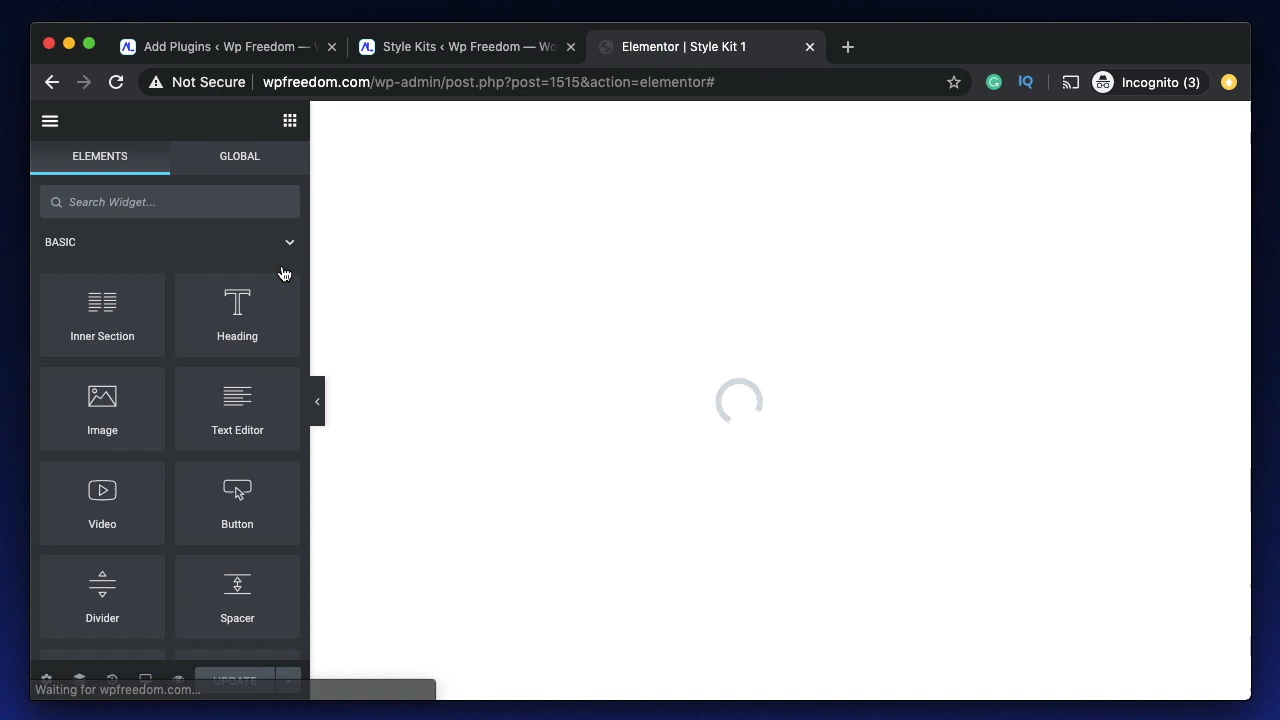 Add Plugins ‹ Wp Freedom — W
Style Kits ‹ Wp Freedom — Wo
Elementor | Style Kit 1
Not Secure
wpfreedom.com/wp-admin/post.php?post=1515&action=elementor#
IQ
Incognito (3)
ELEMENTS
GLOBAL
Search Widget...
BASIC
Inner Section
Heading
Image
Text Editor
Video
Button
Divider
Spacer
UPDATE
Waiting for wpfreedom.com...